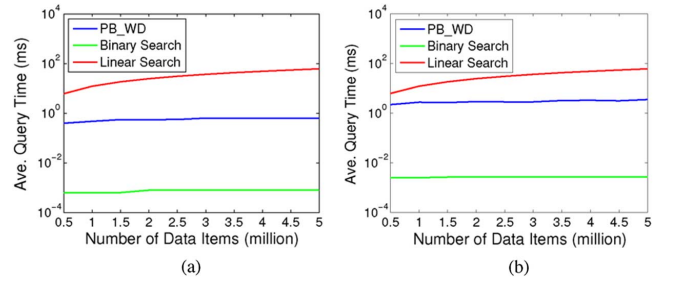 10^4
10^2
10^0
10^-2
10^-4
Ave. Query Time (ms)
PB_WD
Binary Search
Linear Search
0.5 1 1.5 2 2.5 3 3.5 4 4.5 5
Number of Data Items (million)
(a)
10^4
10^2
10^0
10^-2
10^-4
Ave. Query Time (ms)
PB_WD
Binary Search
Linear Search
0.5 1 1.5 2 2.5 3 3.5 4 4.5 5
Number of Data Items (million)
(b)